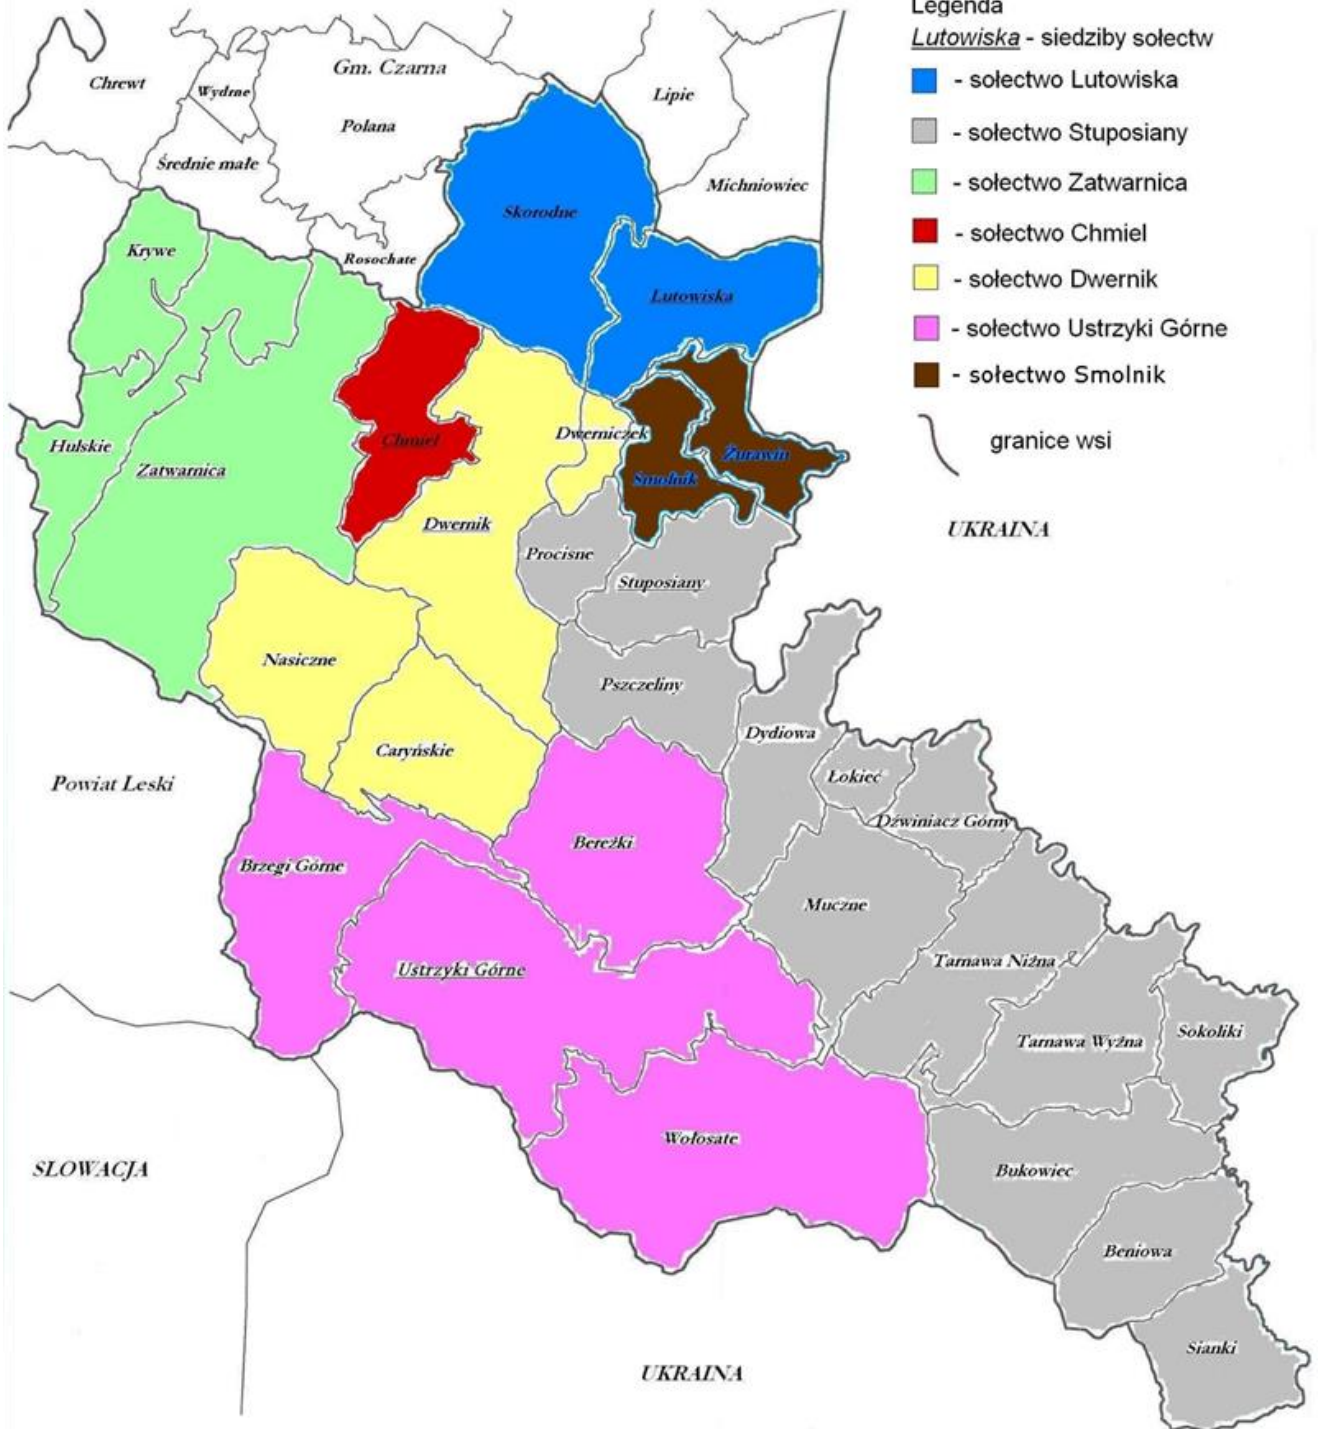 Legenda
Lutowiska - siedziby sołectw
- sołectwo Lutowiska
- sołectwo Stuposiany
- sołectwo Zatwarnica
- sołectwo Chmiel
- sołectwo Dwernik
- sołectwo Ustrzyki Górne
- sołectwo Smolnik
granice wsi
Gm. Czarna
Chrewt
Wydrne
Lipie
Polana
Średnie małe
Michniowiec
Skorodne
Krywe
Rosochate
Lutowiska
Chmiel
Dwerniczek
Hulskie
Zatwarnica
Żurawin
Smolnik
Dwernik
UKRAINA
Procisne
Stuposiany
Nasiczne
Pszczeliny
Dydiowa
Caryńskie
Łokieć
Powiat Leski
Dźwiniacz Górny
Bereżki
Brzegi Górne
Muczne
Tarnawa Niżna
Ustrzyki Górne
Sokoliki
Tarnawa Wyżna
Wołosate
SLOWACJA
Bukowiec
Beniowa
Sianki
UKRAINA